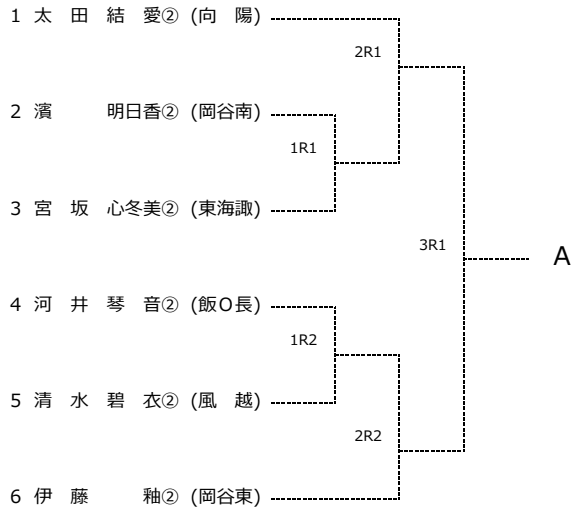 1 太 田 結 愛② (向 陽)
2R1
2 濱 明日香② (岡谷南)
1R1
3 宮 坂 心冬美② (東海諏)
3R1
A
4 河 井 琴 音② (飯O長)
1R2
5 清 水 碧 衣② (風 越)
2R2
6 伊 藤 釉② (岡谷東)